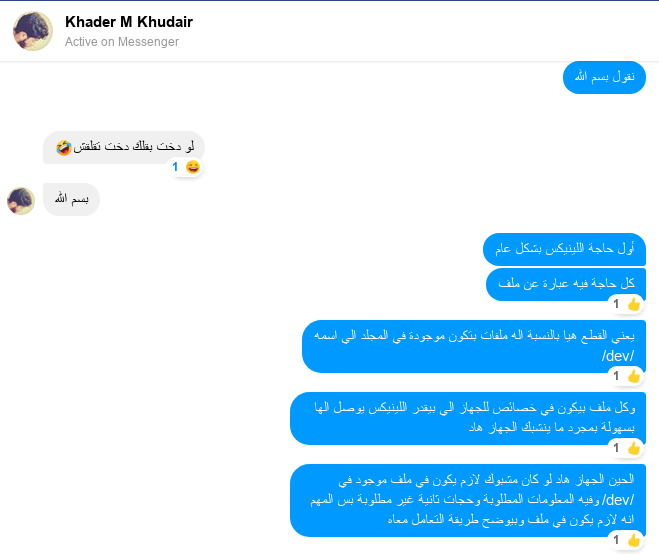 Khader M Khudair
Active on Messenger
نقول بسم الله
لو دخت بقلك دخت تقلقش🤣
1 😄
بسم الله
أول حاجة اللينيكس بشكل عام
كل حاجة فيه عبارة عن ملف
1 👍
يعني القطع هيا بالنسبة اله ملفات بتكون موجودة في المجلد الي اسمه
/dev/
1 👍
وكل ملف بيكون في خصائص للجهاز الي بيقدر اللينيكس يوصل الها
بسهولة بمجرد ما ينشبك الجهاز هاد
1 👍
الحين الجهاز هاد لو كان مشبوك لازم يكون في ملف موجود في
/dev/ وفيه المعلومات المطلوبة وحجات ثانية غير مطلوبة بس المهم
انه لازم يكون في ملف وبيوضح طريقة التعامل معاه
1 👍